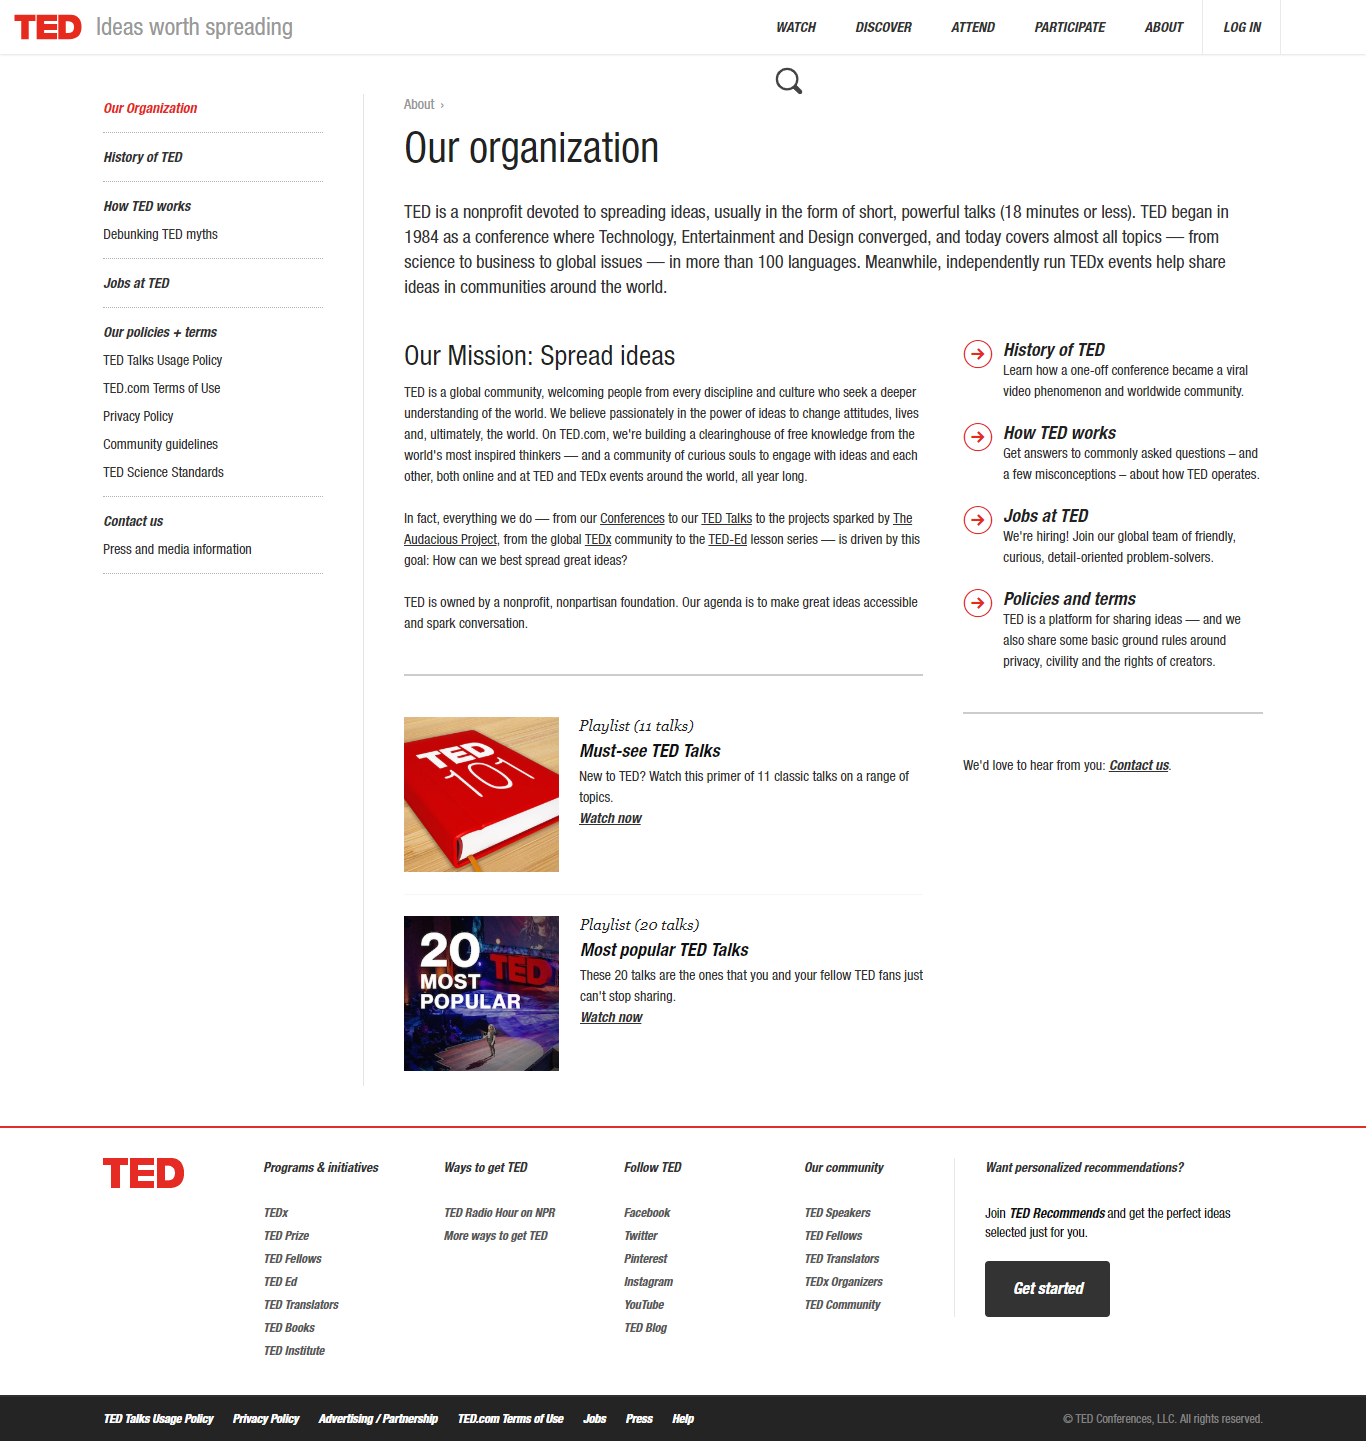 TED Ideas worth spreading
WATCH
DISCOVER
ATTEND
PARTICIPATE
ABOUT
LOG IN
Our Organization
History of TED
How TED works
Debunking TED myths
Jobs at TED
Our policies + terms
TED Talks Usage Policy
TED.com Terms of Use
Privacy Policy
Community guidelines
TED Science Standards
Contact us
Press and media information
About ›
Our organization
TED is a nonprofit devoted to spreading ideas, usually in the form of short, powerful talks (18 minutes or less). TED began in
1984 as a conference where Technology, Entertainment and Design converged, and today covers almost all topics — from
science to business to global issues — in more than 100 languages. Meanwhile, independently run TEDx events help share
ideas in communities around the world.
Our Mission: Spread ideas
TED is a global community, welcoming people from every discipline and culture who seek a deeper
understanding of the world. We believe passionately in the power of ideas to change attitudes, lives
and, ultimately, the world. On TED.com, we're building a clearinghouse of free knowledge from the
world's most inspired thinkers — and a community of curious souls to engage with ideas and each
other, both online and at TED and TEDx events around the world, all year long.
In fact, everything we do — from our Conferences to our TED Talks to the projects sparked by The
Audacious Project, from the global TEDx community to the TED-Ed lesson series — is driven by this
goal: How can we best spread great ideas?
TED is owned by a nonprofit, nonpartisan foundation. Our agenda is to make great ideas accessible
and spark conversation.
TED
101
Playlist (11 talks)
Must-see TED Talks
New to TED? Watch this primer of 11 classic talks on a range of
topics.
Watch now
20
MOST
POPULAR
TED
Playlist (20 talks)
Most popular TED Talks
These 20 talks are the ones that you and your fellow TED fans just
can't stop sharing.
Watch now
History of TED
Learn how a one-off conference became a viral
video phenomenon and worldwide community.
How TED works
Get answers to commonly asked questions – and
a few misconceptions – about how TED operates.
Jobs at TED
We're hiring! Join our global team of friendly,
curious, detail-oriented problem-solvers.
Policies and terms
TED is a platform for sharing ideas — and we
also share some basic ground rules around
privacy, civility and the rights of creators.
We'd love to hear from you: Contact us.
TED
Programs & initiatives
TEDx
TED Prize
TED Fellows
TED Ed
TED Translators
TED Books
TED Institute
Ways to get TED
TED Radio Hour on NPR
More ways to get TED
Follow TED
Facebook
Twitter
Pinterest
Instagram
YouTube
TED Blog
Our community
TED Speakers
TED Fellows
TED Translators
TEDx Organizers
TED Community
Want personalized recommendations?
Join TED Recommends and get the perfect ideas
selected just for you.
Get started
TED Talks Usage Policy
Privacy Policy
Advertising / Partnership
TED.com Terms of Use
Jobs
Press
Help
© TED Conferences, LLC. All rights reserved.